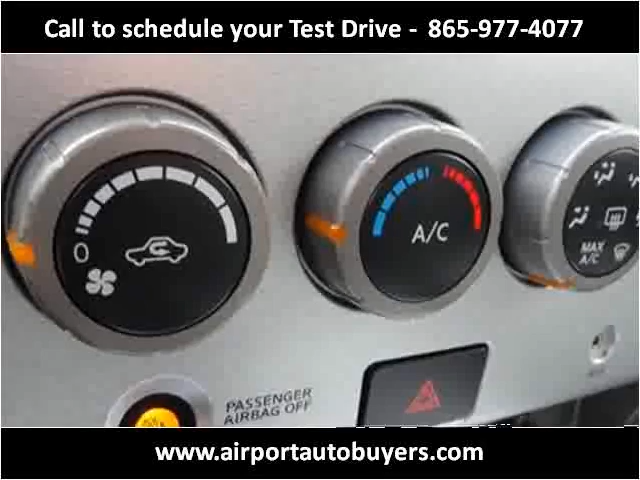 Call to schedule your Test Drive - 865-977-4077
0
A/C
MAX
A/C
PASSENGER
AIRBAG OFF
www.airportautobuyers.com